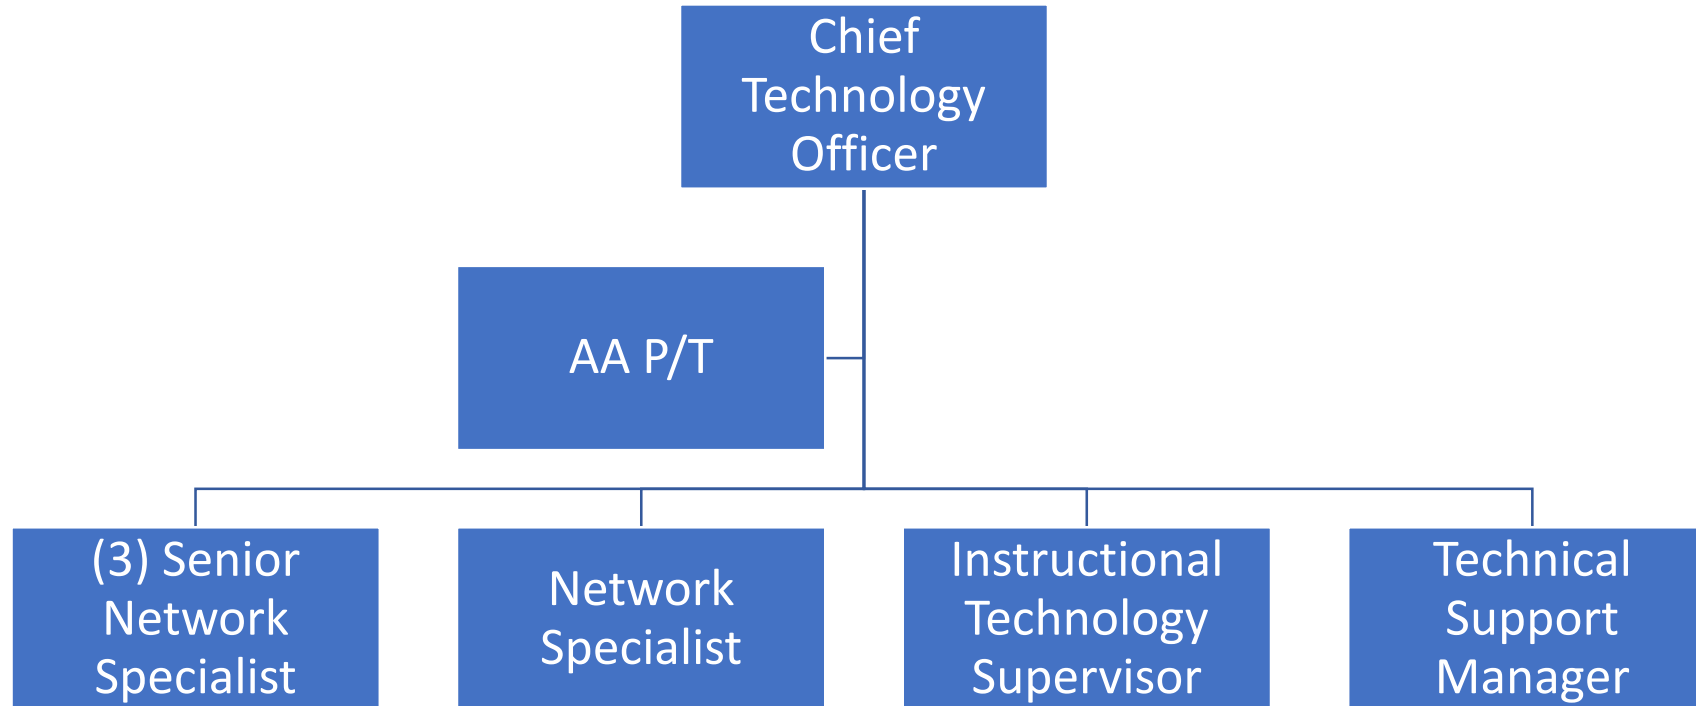 Chief
Technology
Officer
AA P/T
(3) Senior
Network
Specialist
Network
Specialist
Instructional
Technology
Supervisor
Technical
Support
Manager